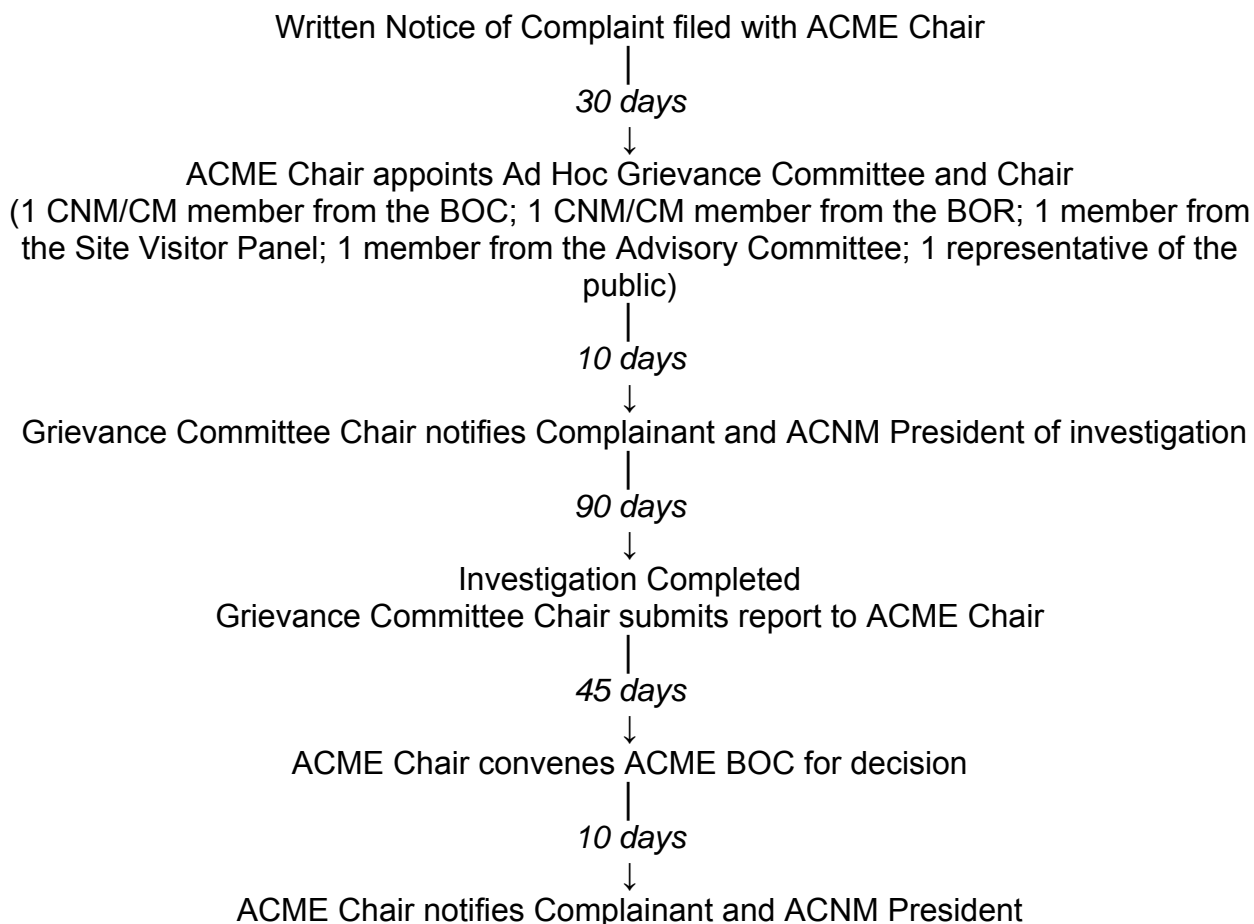 Written Notice of Complaint filed with ACME Chair
30 days
↓
ACME Chair appoints Ad Hoc Grievance Committee and Chair
(1 CNM/CM member from the BOC; 1 CNM/CM member from the BOR; 1 member from
the Site Visitor Panel; 1 member from the Advisory Committee; 1 representative of the
public)
10 days
↓
Grievance Committee Chair notifies Complainant and ACNM President of investigation
90 days
↓
Investigation Completed
Grievance Committee Chair submits report to ACME Chair
45 days
↓
ACME Chair convenes ACME BOC for decision
10 days
↓
ACME Chair notifies Complainant and ACNM President